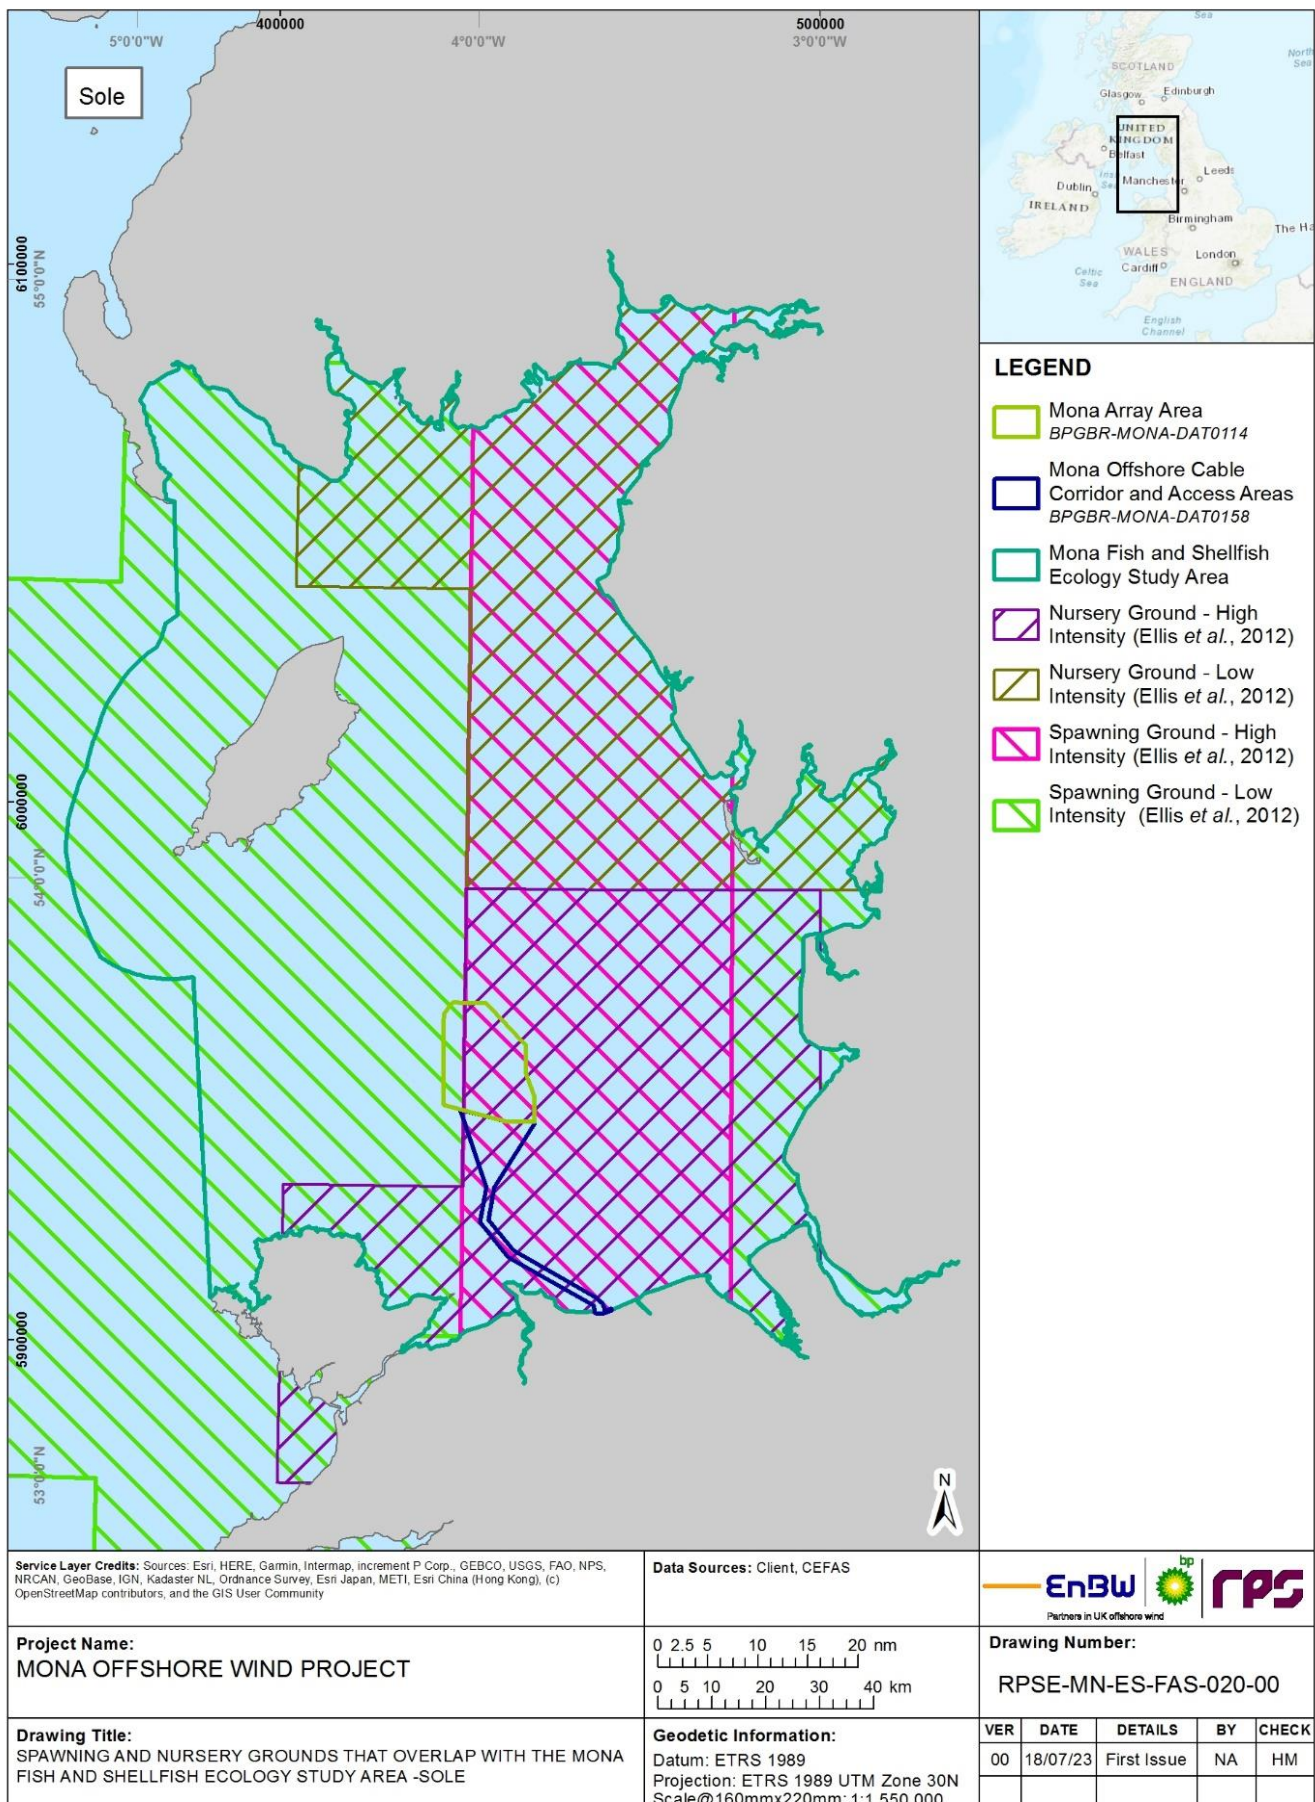 400000
500000
5°0'0"W
4°0'0"W
3°0'0"W
Sole
6100000
55°0'0"N
6000000
54°0'0"N
5900000
53°0'0"N
N
Sea
North
Sea
SCOTLAND
Glasgow
Edinburgh
UNITED
KINGDOM
Belfast
Leeds
Dublin
Sea
Manchester
IRELAND
Birmingham
The Ha
WALES
London
Cardiff
Celtic
Sea
ENGLAND
English
Channel
LEGEND
Mona Array Area
BPGBR-MONA-DAT0114
Mona Offshore Cable
Corridor and Access Areas
BPGBR-MONA-DAT0158
Mona Fish and Shellfish
Ecology Study Area
Nursery Ground - High
Intensity (Ellis et al., 2012)
Nursery Ground - Low
Intensity (Ellis et al., 2012)
Spawning Ground - High
Intensity (Ellis et al., 2012)
Spawning Ground - Low
Intensity (Ellis et al., 2012)
Service Layer Credits: Sources: Esri, HERE, Garmin, Intermap, increment P Corp., GEBCO, USGS, FAO, NPS,
NRCAN, GeoBase, IGN, Kadaster NL, Ordnance Survey, Esri Japan, METI, Esri China (Hong Kong), (c)
OpenStreetMap contributors, and the GIS User Community
Data Sources: Client, CEFAS
EnBW
bp
rps
Partners in UK offshore wind
Project Name:
MONA OFFSHORE WIND PROJECT
0 2.5 5 10 15 20 nm
0 5 10 20 30 40 km
Drawing Number:
RPSE-MN-ES-FAS-020-00
Drawing Title:
SPAWNING AND NURSERY GROUNDS THAT OVERLAP WITH THE MONA
FISH AND SHELLFISH ECOLOGY STUDY AREA -SOLE
Geodetic Information:
Datum: ETRS 1989
Projection: ETRS 1989 UTM Zone 30N
Scale@160mmx220mm: 1:1,550,000
VER DATE DETAILS BY CHECK
00 18/07/23 First Issue NA HM